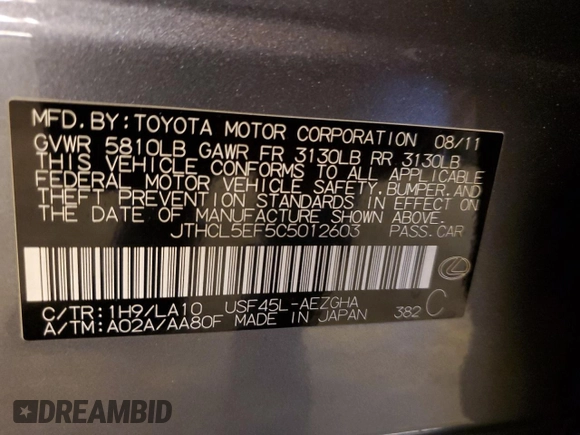 MFD. BY: TOYOTA MOTOR CORPORATION 08/11
GVWR 5810LB GAWR FR 3130LB RR 3130LB
THIS VEHICLE CONFORMS TO ALL APPLICABLE
FEDERAL MOTOR VEHICLE SAFETY, BUMPER, AND
THEFT PREVENTION STANDARDS IN EFFECT ON
THE DATE OF MANUFACTURE SHOWN ABOVE.
JTHCL5EF5C5012603 PASS. CAR
C/TR: 1H9/LA10 USF45L-AEZGHA
A/TM: A02A/AA80F MADE IN JAPAN 382 C
DREAMBID